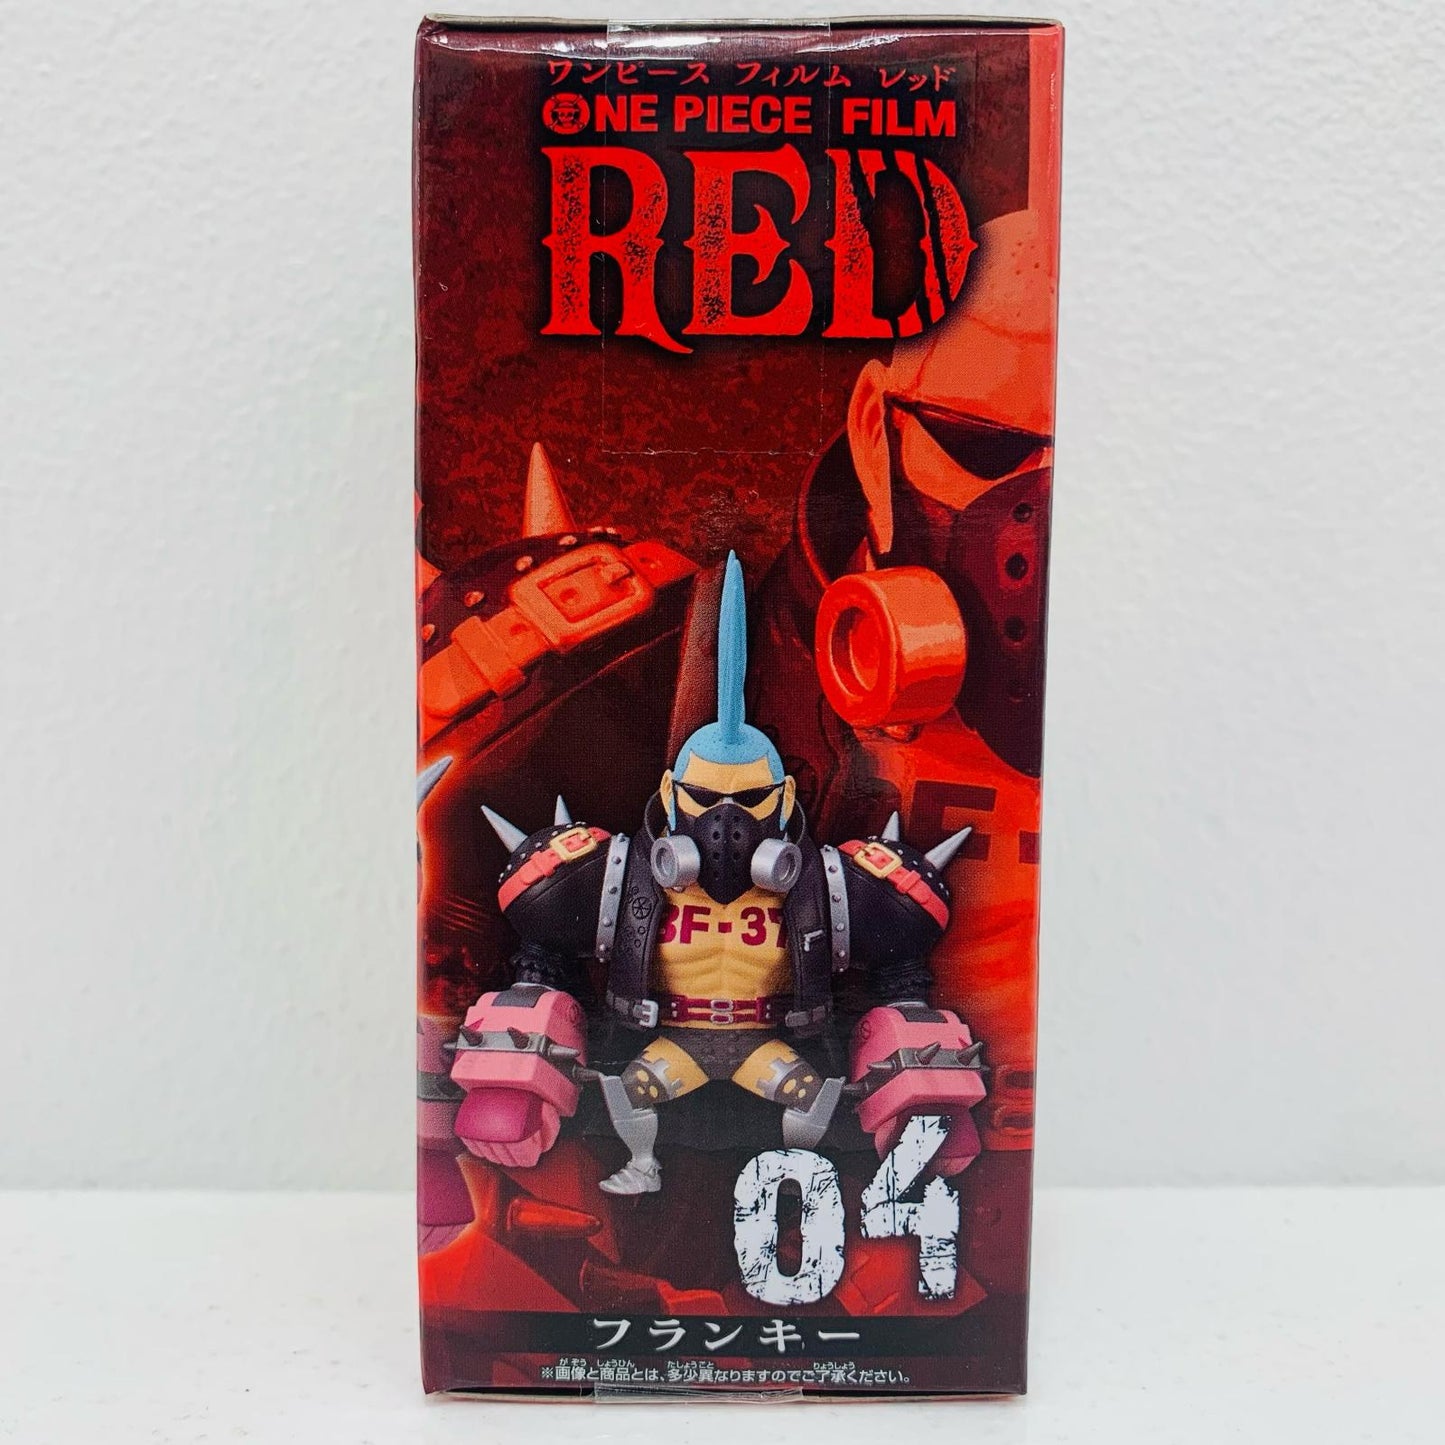 ワンピース フィルム レッド
ONE PIECE FILM
RED
BF-37
04
フランキー
※画像と商品とは、多少異なりますのでご了承ください。